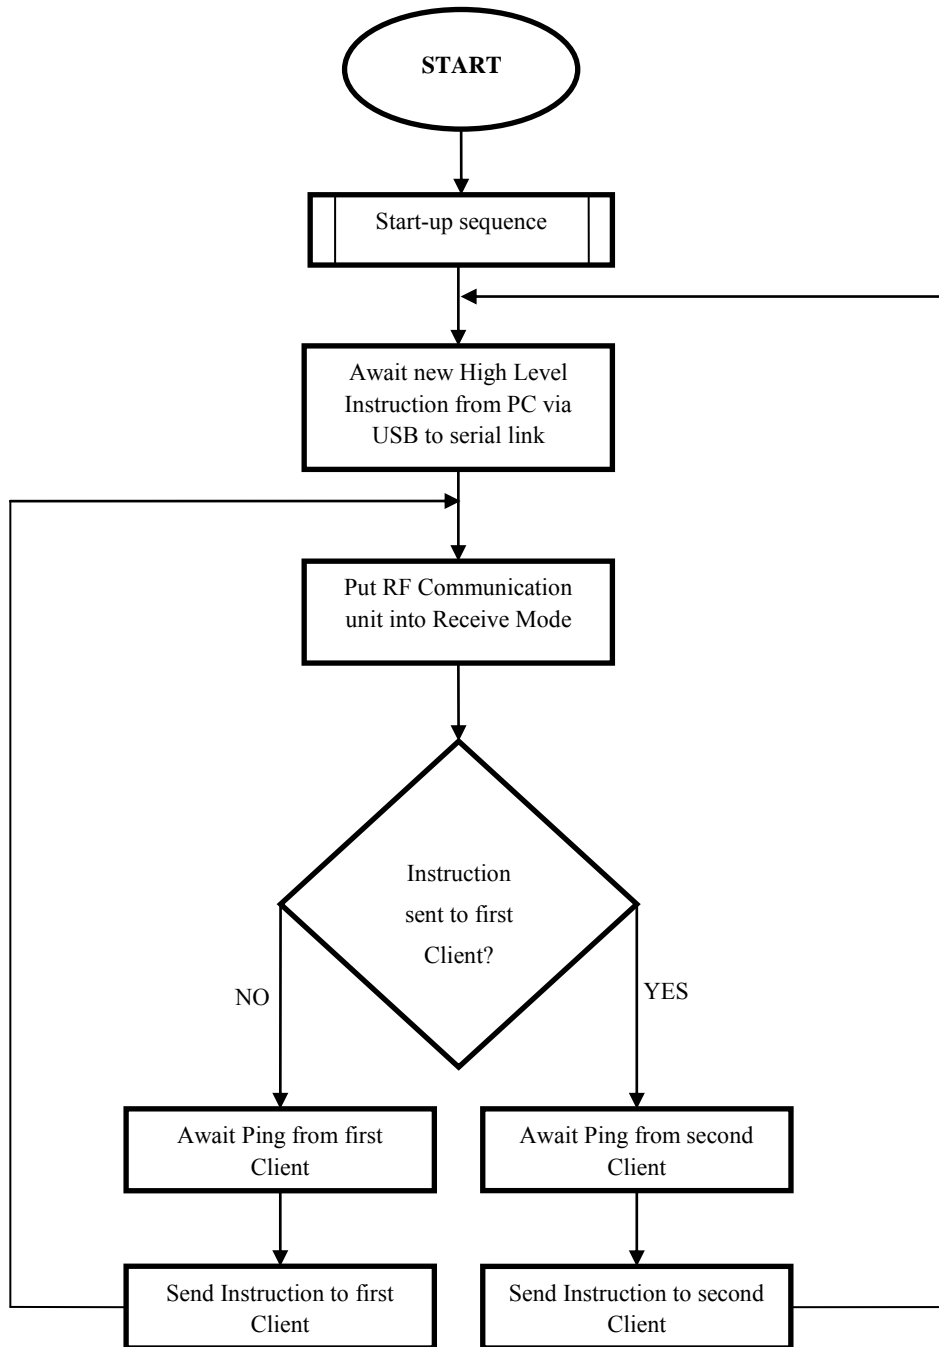 START
Start-up sequence
Await new High Level
Instruction from PC via
USB to serial link
Put RF Communication
unit into Receive Mode
Instruction
sent to first
Client?
NO
YES
Await Ping from first
Client
Await Ping from second
Client
Send Instruction to first
Client
Send Instruction to second
Client